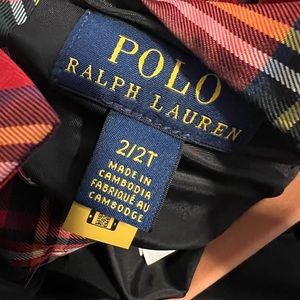 POLO
RALPH LAUREN
2/2T
MADE IN
CAMBODIA
FABRIQUÉ AU
CAMBODGE